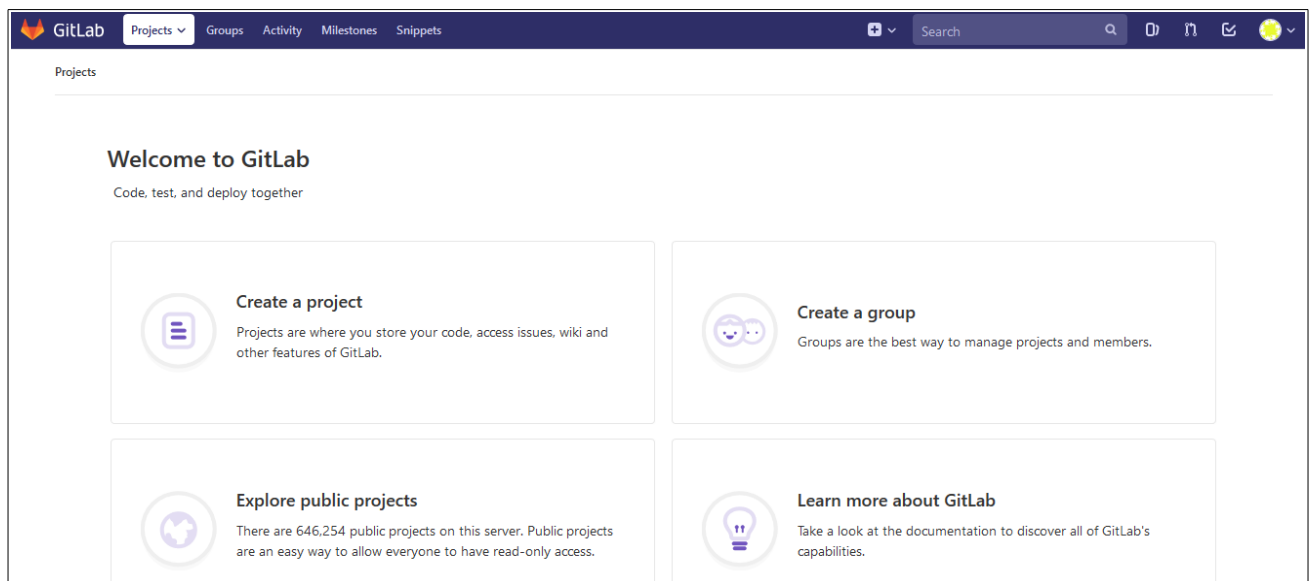 GitLab Projects Groups Activity Milestones Snippets Search
Projects
Welcome to GitLab
Code, test, and deploy together
Create a project
Projects are where you store your code, access issues, wiki and
other features of GitLab.
Create a group
Groups are the best way to manage projects and members.
Explore public projects
There are 646,254 public projects on this server. Public projects
are an easy way to allow everyone to have read-only access.
Learn more about GitLab
Take a look at the documentation to discover all of GitLab's
capabilities.